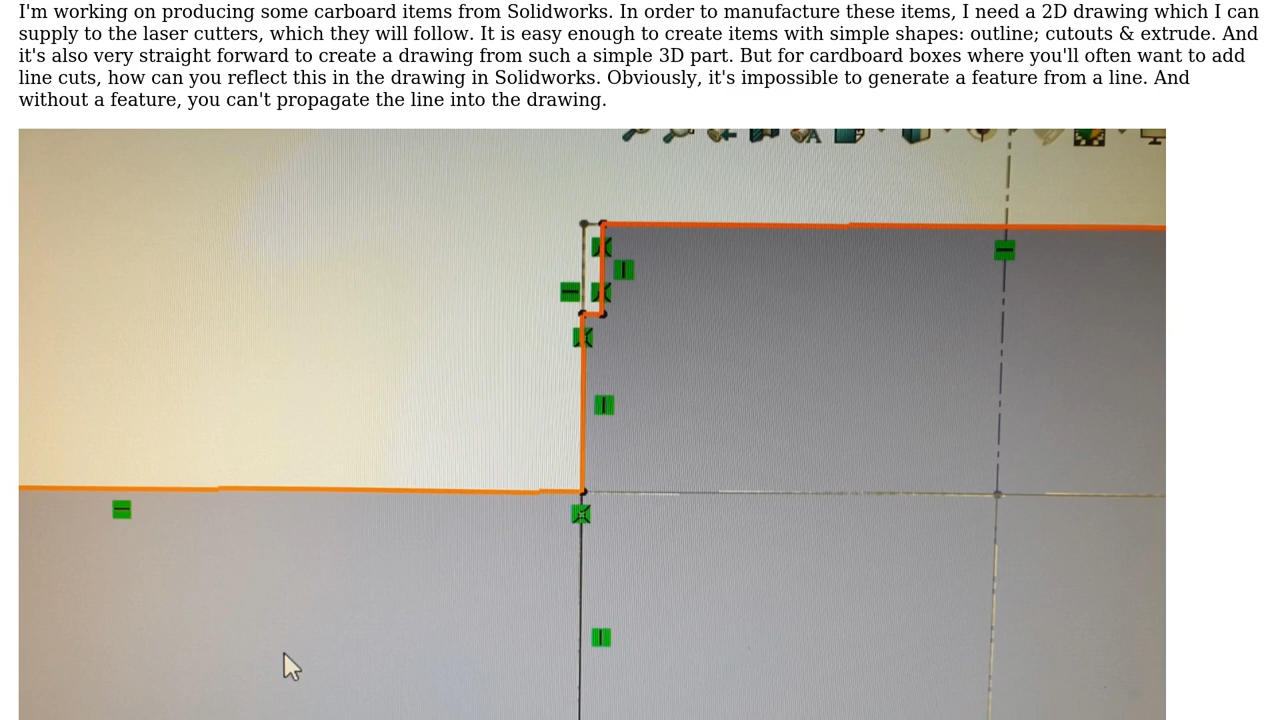 I'm working on producing some carboard items from Solidworks. In order to manufacture these items, I need a 2D drawing which I can
supply to the laser cutters, which they will follow. It is easy enough to create items with simple shapes: outline; cutouts & extrude. And
it's also very straight forward to create a drawing from such a simple 3D part. But for cardboard boxes where you'll often want to add
line cuts, how can you reflect this in the drawing in Solidworks. Obviously, it's impossible to generate a feature from a line. And
without a feature, you can't propagate the line into the drawing.